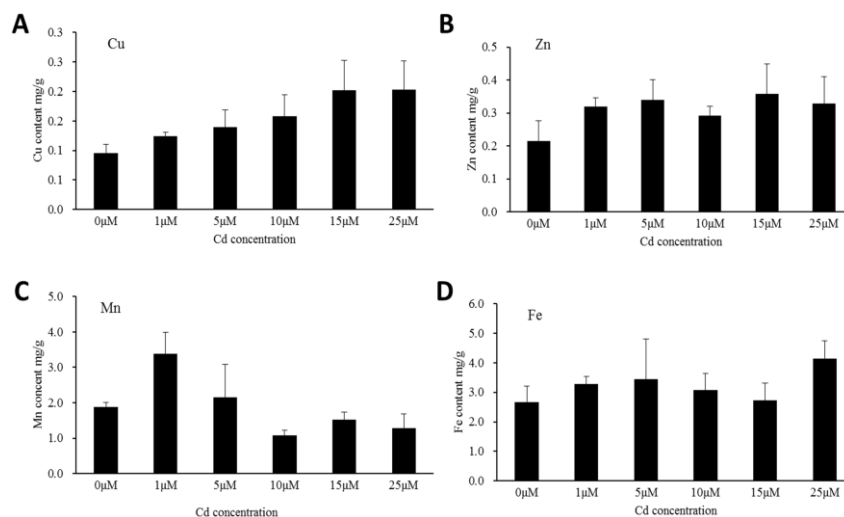 A
Cu
Cu content mg/g
0.3
0.3
0.2
0.2
0.1
0.1
0.0
0μM 1μM 5μM 10μM 15μM 25μM
Cd concentration
B
Zn
Zn content mg/g
0.5
0.4
0.3
0.2
0.1
0.0
0μM 1μM 5μM 10μM 15μM 25μM
Cd concentration
C
Mn
Mn concent mg/g
5.0
4.0
3.0
2.0
1.0
0.0
0μM 1μM 5μM 10μM 15μM 25μM
Cd concentration
D
Fe
Fe content mg/g
6.0
5.0
4.0
3.0
2.0
1.0
0.0
0μM 1μM 5μM 10μM 15μM 25μM
Cd concentration